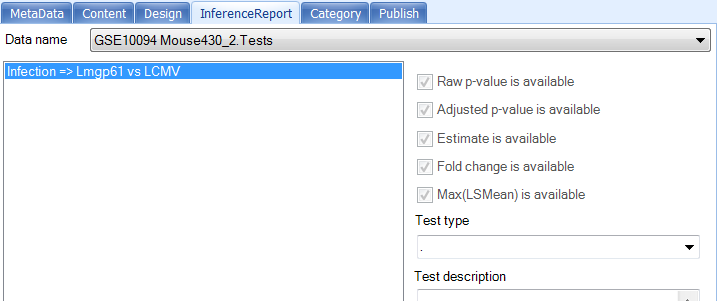 MetaData Content Design InferenceReport Category Publish
Data name GSE10094 Mouse430_2.Tests
Infection => Lmgp61 vs LCMV
Raw p-value is available
Adjusted p-value is available
Estimate is available
Fold change is available
Max(LSMean) is available
Test type
.
Test description